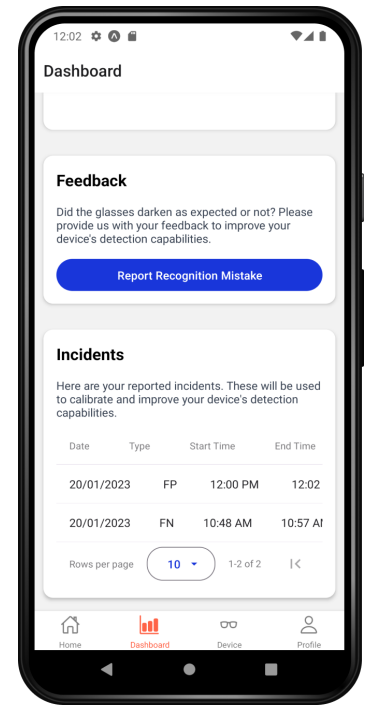 12:02
Dashboard
Feedback
Did the glasses darken as expected or not? Please
provide us with your feedback to improve your
device's detection capabilities.
Report Recognition Mistake
Incidents
Here are your reported incidents. These will be used
to calibrate and improve your device's detection
capabilities.
Date Type Start Time End Time
20/01/2023 FP 12:00 PM 12:02
20/01/2023 FN 10:48 AM 10:57 AM
Rows per page 10 1-2 of 2
Home Dashboard Device Profile